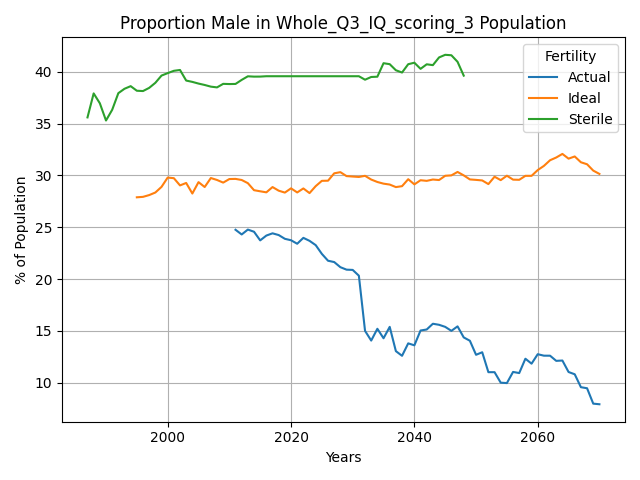 Proportion Male in Whole_Q3_IQ_scoring_3 Population
Fertility
Actual
Ideal
Sterile
% of Population
40
35
30
25
20
15
10
2000
2020
2040
2060
Years